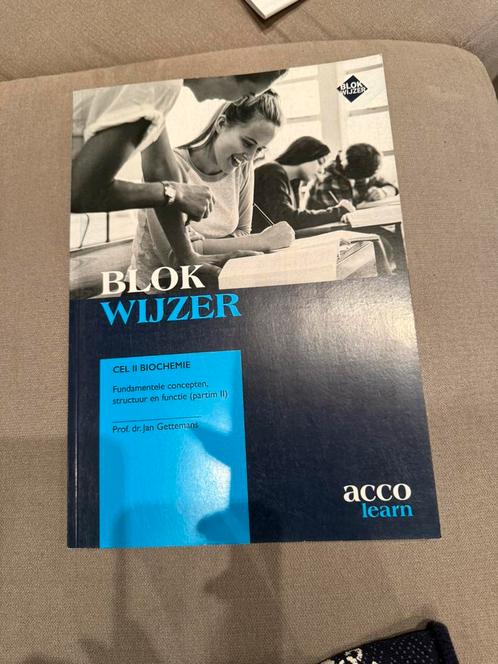 BLOK
WIJZER
BLOK
WIJZER
CEL II BIOCHEMIE
Fundamentele concepten,
structuur en functie (partim II)
Prof. dr. Jan Gettemans
acco
learn